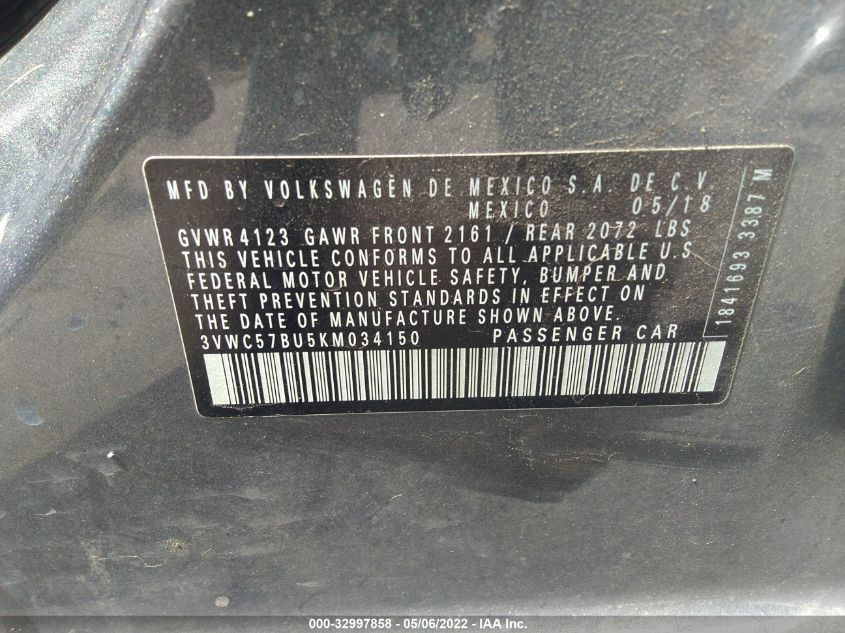 MFD BY VOLKSWAGEN DE MEXICO S.A. DE C.V.
MEXICO 05/18
GVWR 4123 GAWR FRONT 2161 / REAR 2072 LBS
THIS VEHICLE CONFORMS TO ALL APPLICABLE U.S
FEDERAL MOTOR VEHICLE SAFETY, BUMPER AND
THEFT PREVENTION STANDARDS IN EFFECT ON
THE DATE OF MANUFACTURE SHOWN ABOVE.
3VWC57BU5KM034150 PASSENGER CAR
1841693 3387 M
000-32997858 - 05/06/2022 - IAA Inc.